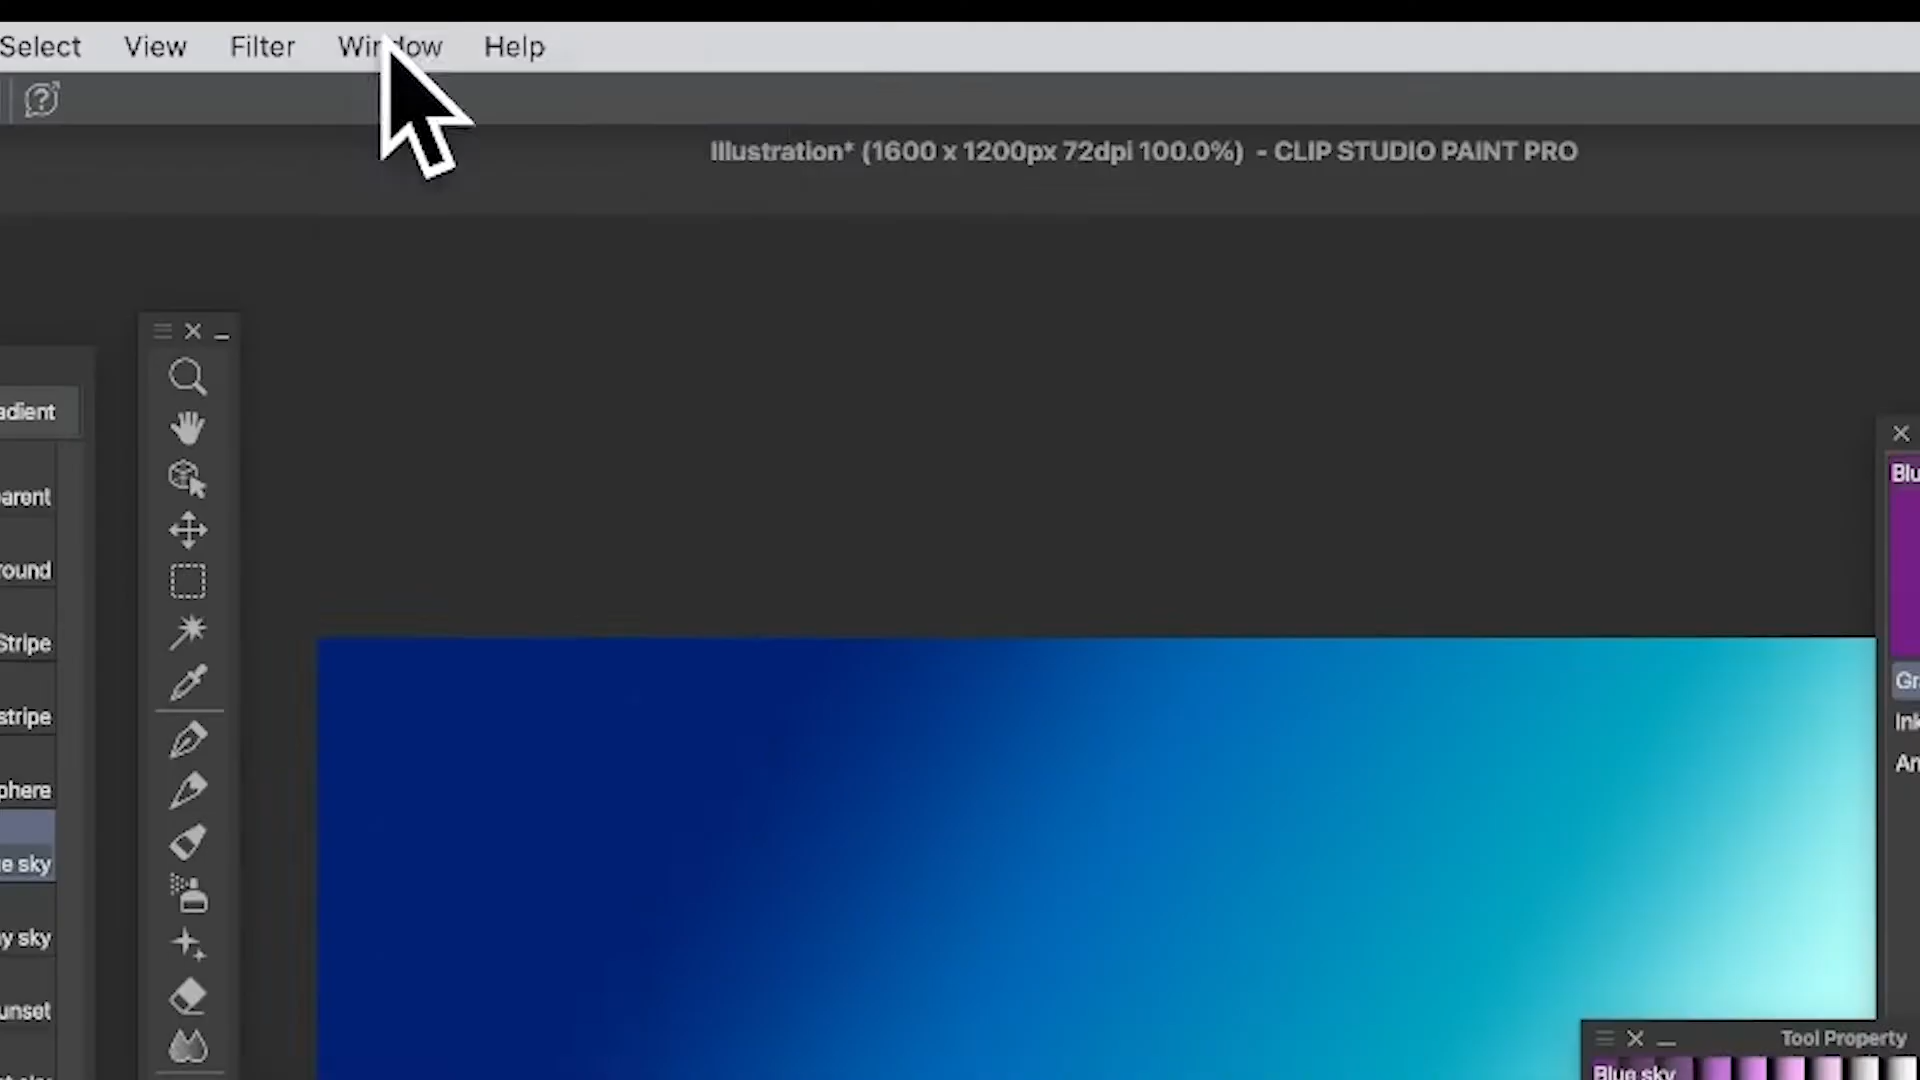 Select View Filter Window Help
Illustration* (1600 x 1200px 72dpi 100.0%) - CLIP STUDIO PAINT PRO
adient
arent
ound
Stripe
stripe
phere
e sky
y sky
unset
Blu
Gr
Ink
An
Tool Property
Blue sky